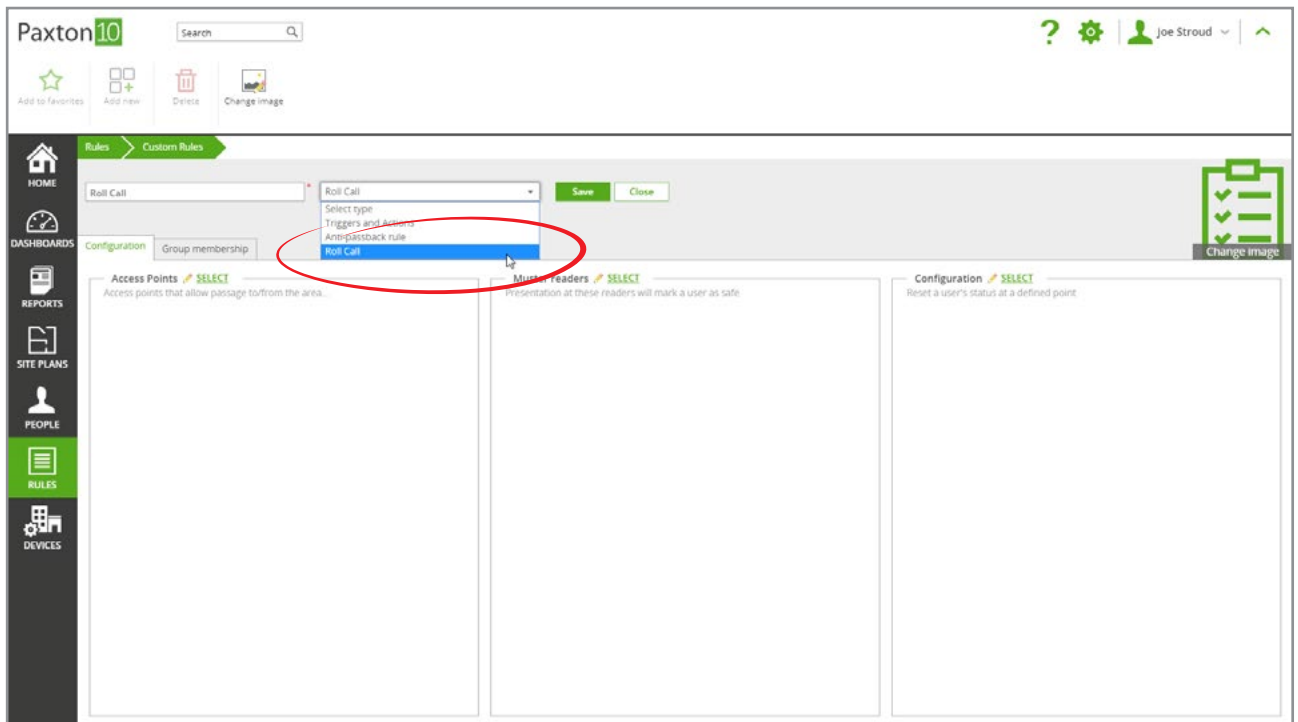 Paxton10
Search
?
Joe Stroud
Add to favorites
Add new
Delete
Change image
Rules
Custom Rules
HOME
DASHBOARDS
REPORTS
SITE PLANS
PEOPLE
RULES
DEVICES
Roll Call
*
Roll Call
Save
Close
Select type
Triggers and Actions
Anti-passback rule
Roll Call
Change image
Configuration
Group membership
Access Points SELECT
Access points that allow passage to/from the area...
Muster readers SELECT
Presentation at these readers will mark a user as safe
Configuration SELECT
Reset a user's status at a defined point